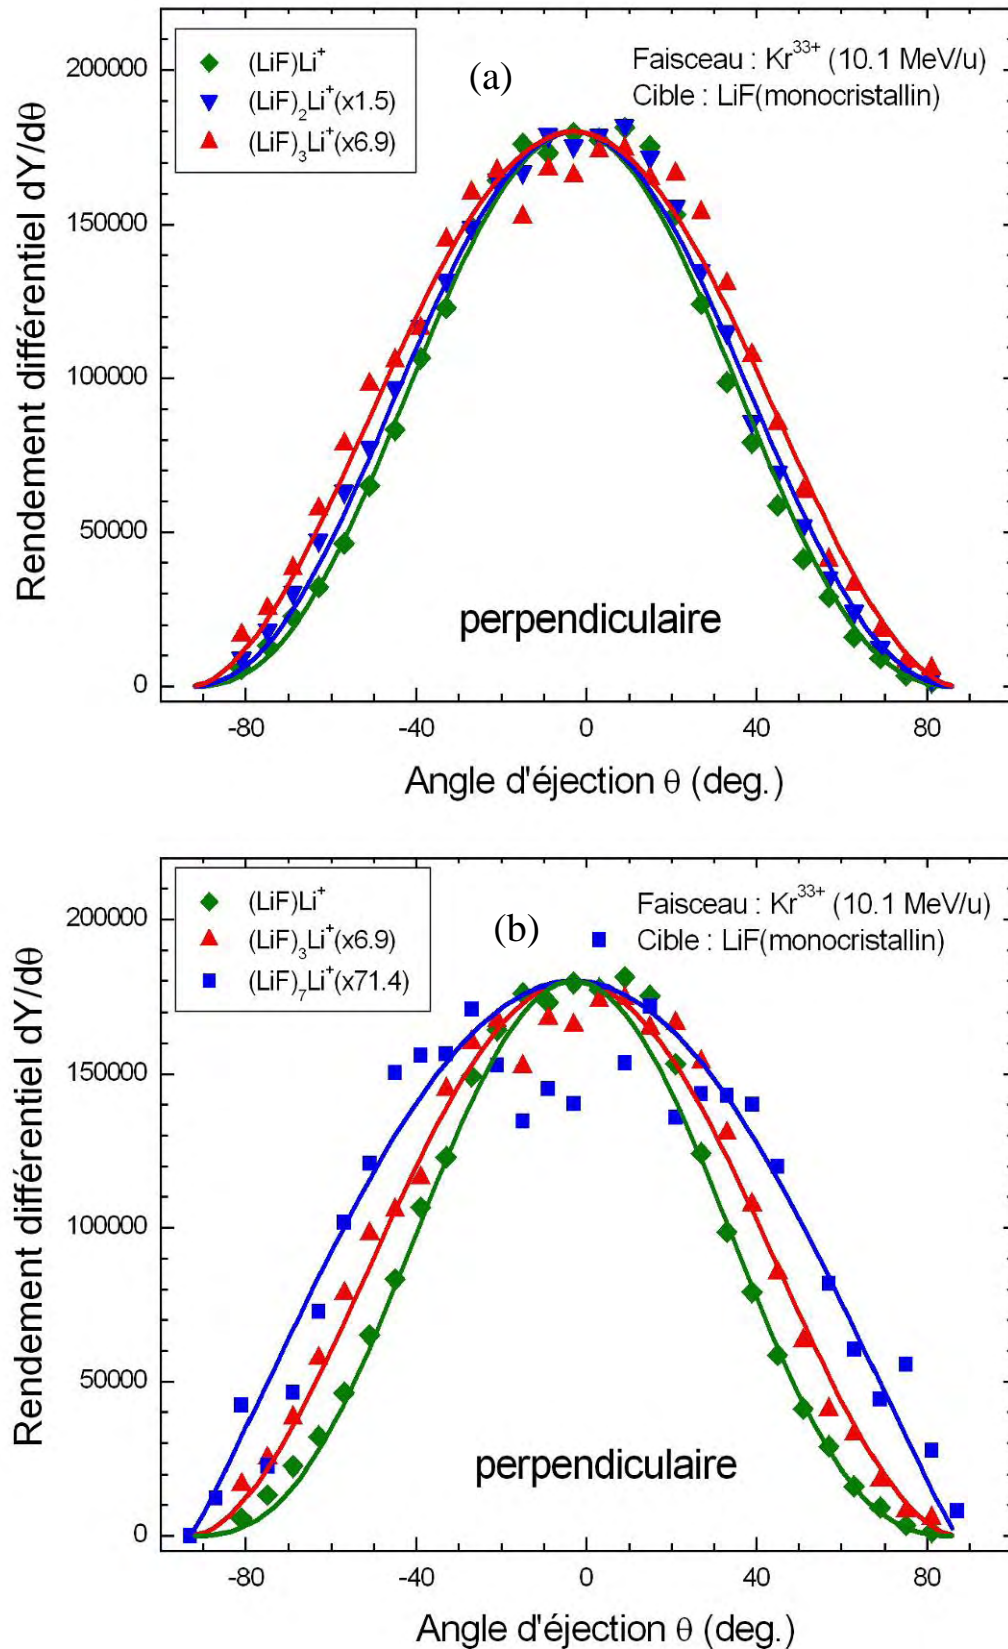 (LiF)Li⁺
(LiF)₂Li⁺(x1.5)
(LiF)₃Li⁺(x6.9)
(a)
Faisceau : Kr³³⁺ (10.1 MeV/u)
Cible : LiF(monocristallin)
200000
150000
100000
50000
0
Rendement différentiel dY/dθ
perpendiculaire
-80
-40
0
40
80
Angle d'éjection θ (deg.)
(LiF)Li⁺
(LiF)₃Li⁺(x6.9)
(LiF)₇Li⁺(x71.4)
(b)
Faisceau : Kr³³⁺ (10.1 MeV/u)
Cible : LiF(monocristallin)
200000
150000
100000
50000
0
Rendement différentiel dY/dθ
perpendiculaire
-80
-40
0
40
80
Angle d'éjection θ (deg.)